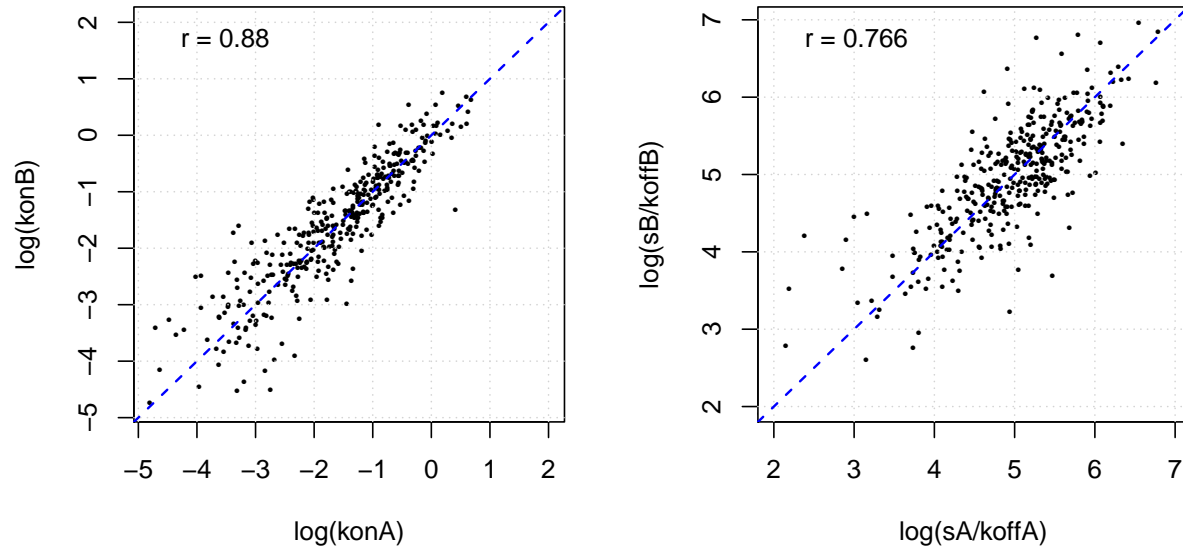 r = 0.88
log(konB)
2
1
0
−1
−2
−3
−4
−5
−5 −4 −3 −2 −1 0 1 2
log(konA)
r = 0.766
log(sB/koffB)
7
6
5
4
3
2
2 3 4 5 6 7
log(sA/koffA)